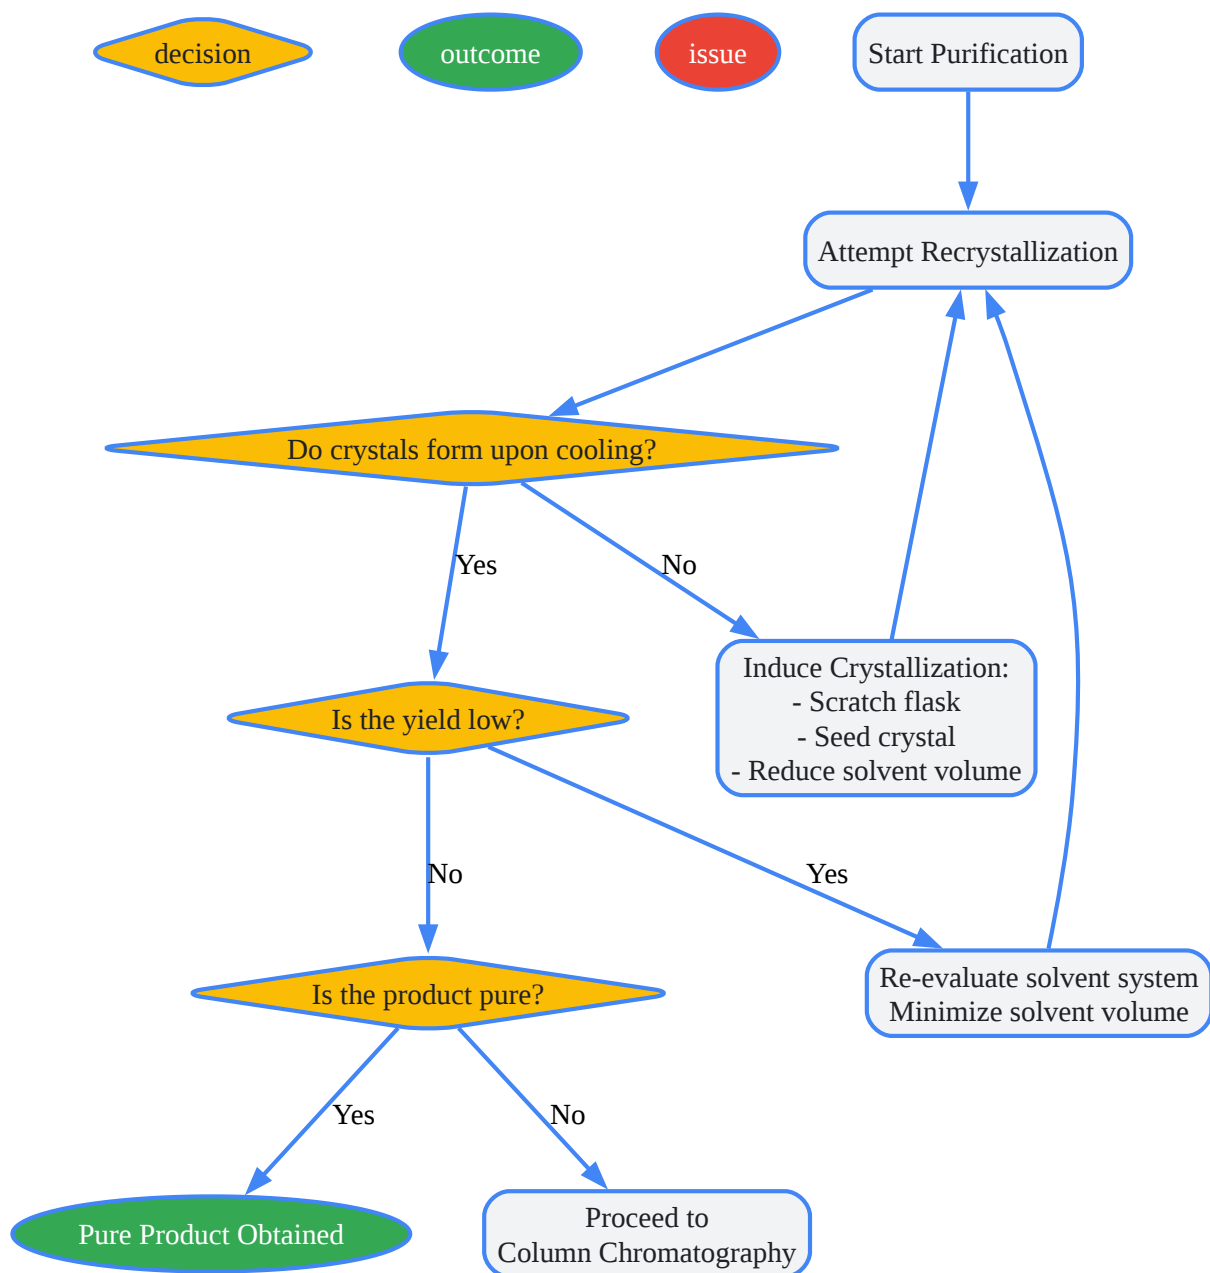 decision
outcome
issue
Start Purification
Attempt Recrystallization
Do crystals form upon cooling?
Yes
No
Induce Crystallization:
- Scratch flask
- Seed crystal
- Reduce solvent volume
Is the yield low?
No
Yes
Re-evaluate solvent system
Minimize solvent volume
Is the product pure?
Yes
No
Pure Product Obtained
Proceed to
Column Chromatography